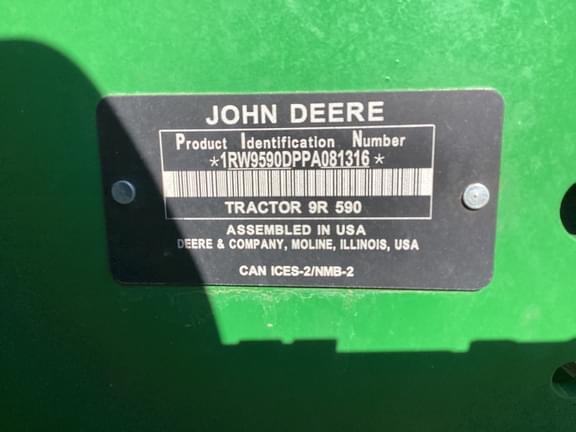 JOHN DEERE
Product Identification Number
*1RW9590DPPA081316*
TRACTOR 9R 590
ASSEMBLED IN USA
DEERE & COMPANY, MOLINE, ILLINOIS, USA
CAN ICES-2/NMB-2